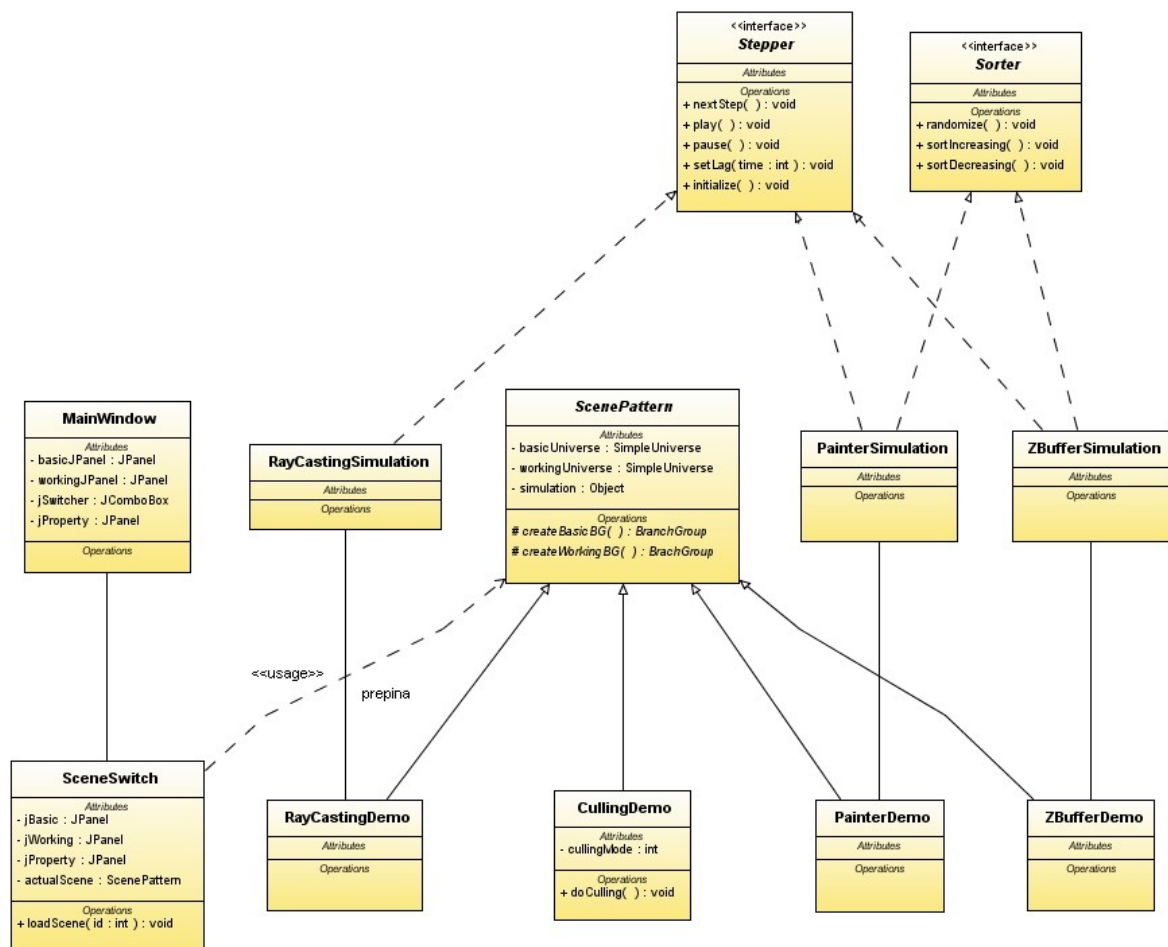 <<interface>>
Stepper
Attributes
Operations
+ nextStep( ) : void
+ play( ) : void
+ pause( ) : void
+ setLag( time : int ) : void
+ initialize( ) : void
<<interface>>
Sorter
Attributes
Operations
+ randomize( ) : void
+ sortIncreasing( ) : void
+ sortDecreasing( ) : void
MainWindow
Attributes
- basicJPanel : JPanel
- workingJPanel : JPanel
- jSwitcher : JComboBox
- jProperty : JPanel
Operations
RayCastingSimulation
Attributes
Operations
ScenePattern
Attributes
- basicUniverse : SimpleUniverse
- workingUniverse : SimpleUniverse
- simulation : Object
Operations
# createBasicBG( ) : BranchGroup
# createWorkingBG( ) : BrachGroup
PainterSimulation
Attributes
Operations
ZBufferSimulation
Attributes
Operations
<<usage>>
prepina
SceneSwitch
Attributes
- jBasic : JPanel
- jWorking : JPanel
- jProperty : JPanel
- actualScene : ScenePattern
Operations
+ loadScene( id : int ) : void
RayCastingDemo
Attributes
Operations
CullingDemo
Attributes
- cullingMode : int
Operations
+ doCulling( ) : void
PainterDemo
Attributes
Operations
ZBufferDemo
Attributes
Operations